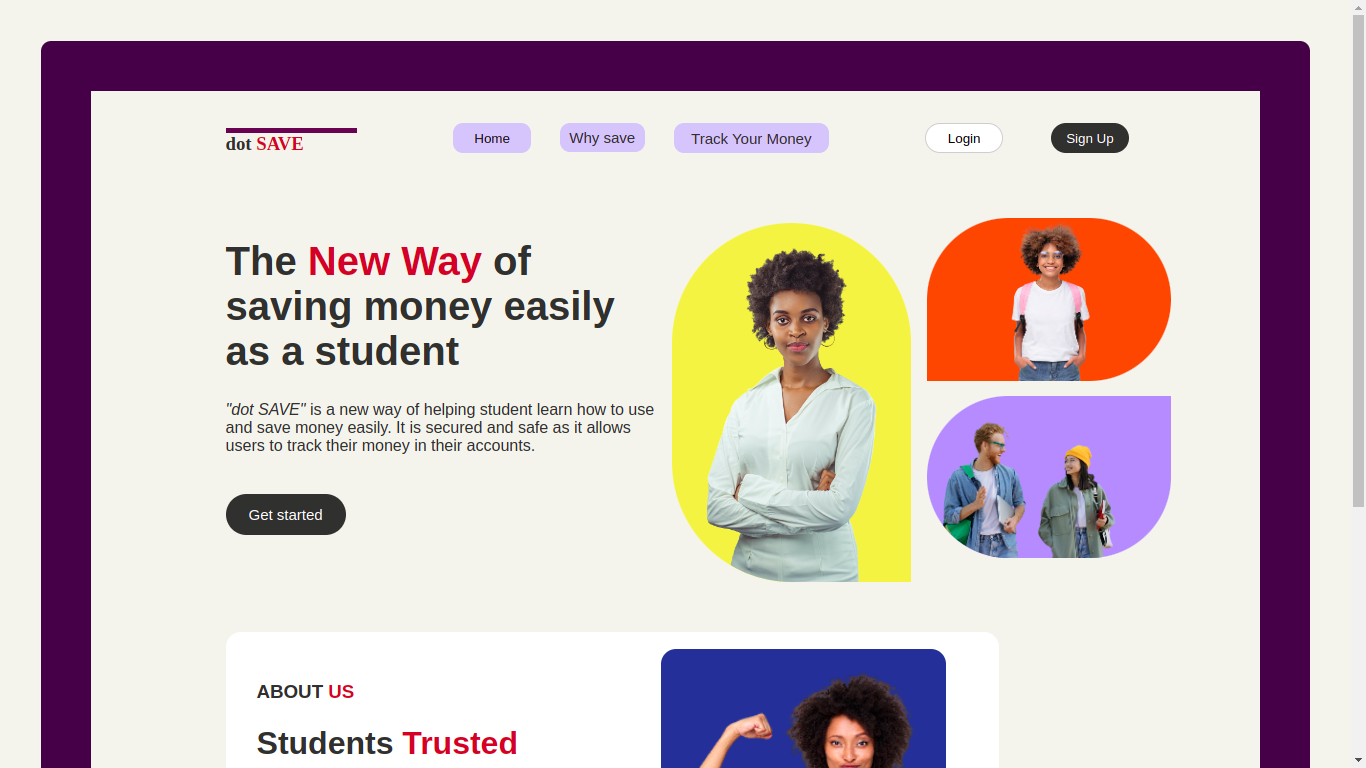 dot SAVE
Home
Why save
Track Your Money
Login
Sign Up
The New Way of
saving money easily
as a student
"dot SAVE" is a new way of helping student learn how to use
and save money easily. It is secured and safe as it allows
users to track their money in their accounts.
Get started
ABOUT US
Students Trusted